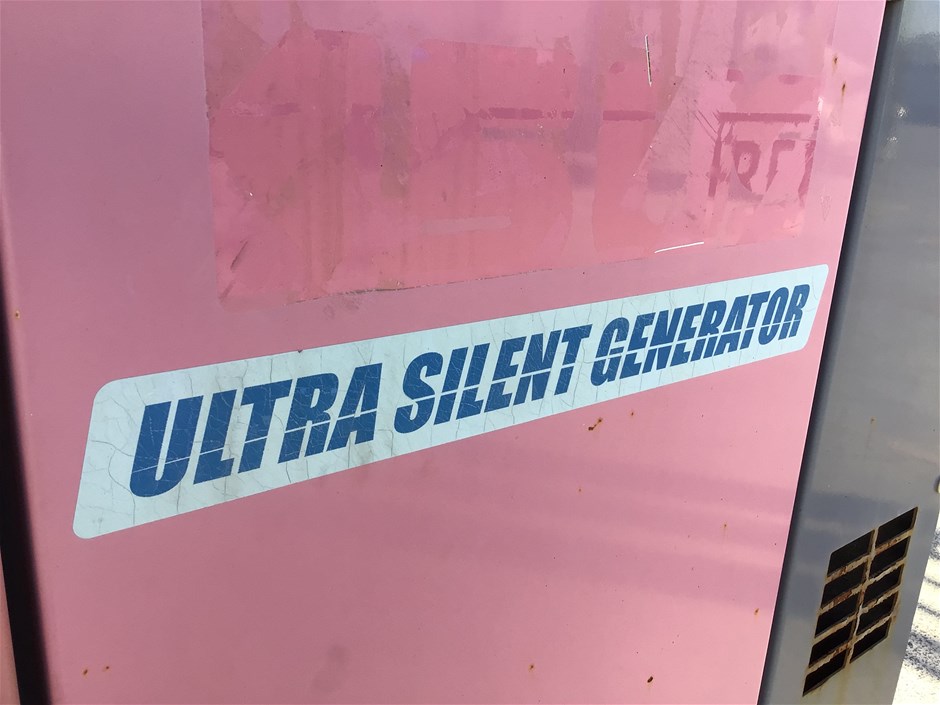 ULTRA SILENT GENERATOR